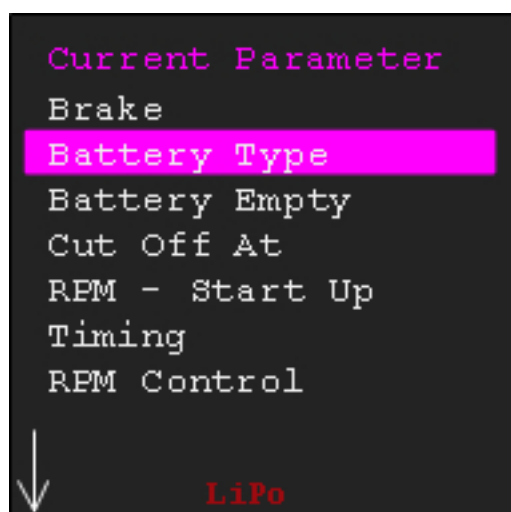 Current Parameter
Brake
Battery Type
Battery Empty
Cut Off At
RPM - Start Up
Timing
RPM Control
LiPo